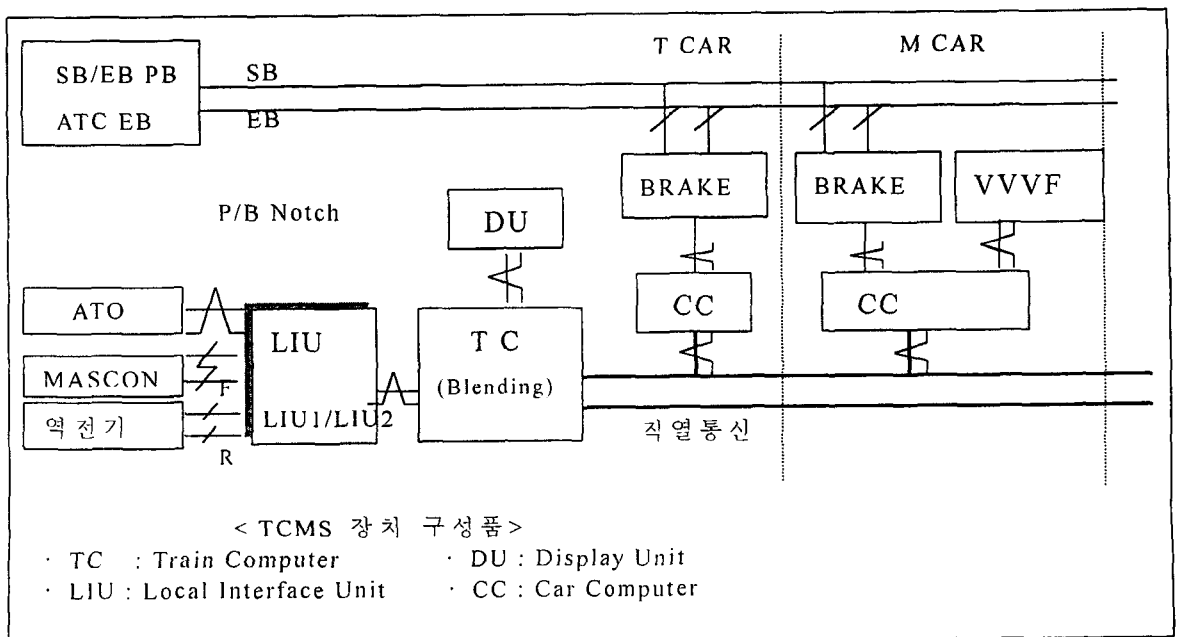 T CAR
M CAR
SB/EB PB
ATC EB
SB
EB
BRAKE
BRAKE
VVVF
P/B Notch
DU
CC
CC
ATO
LIU
LIU1/LIU2
T C
(Blending)
MASCON
F
역전기
R
직열통신
< TCMS 장치 구성품 >
· TC : Train Computer
· DU : Display Unit
· LIU : Local Interface Unit
· CC : Car Computer